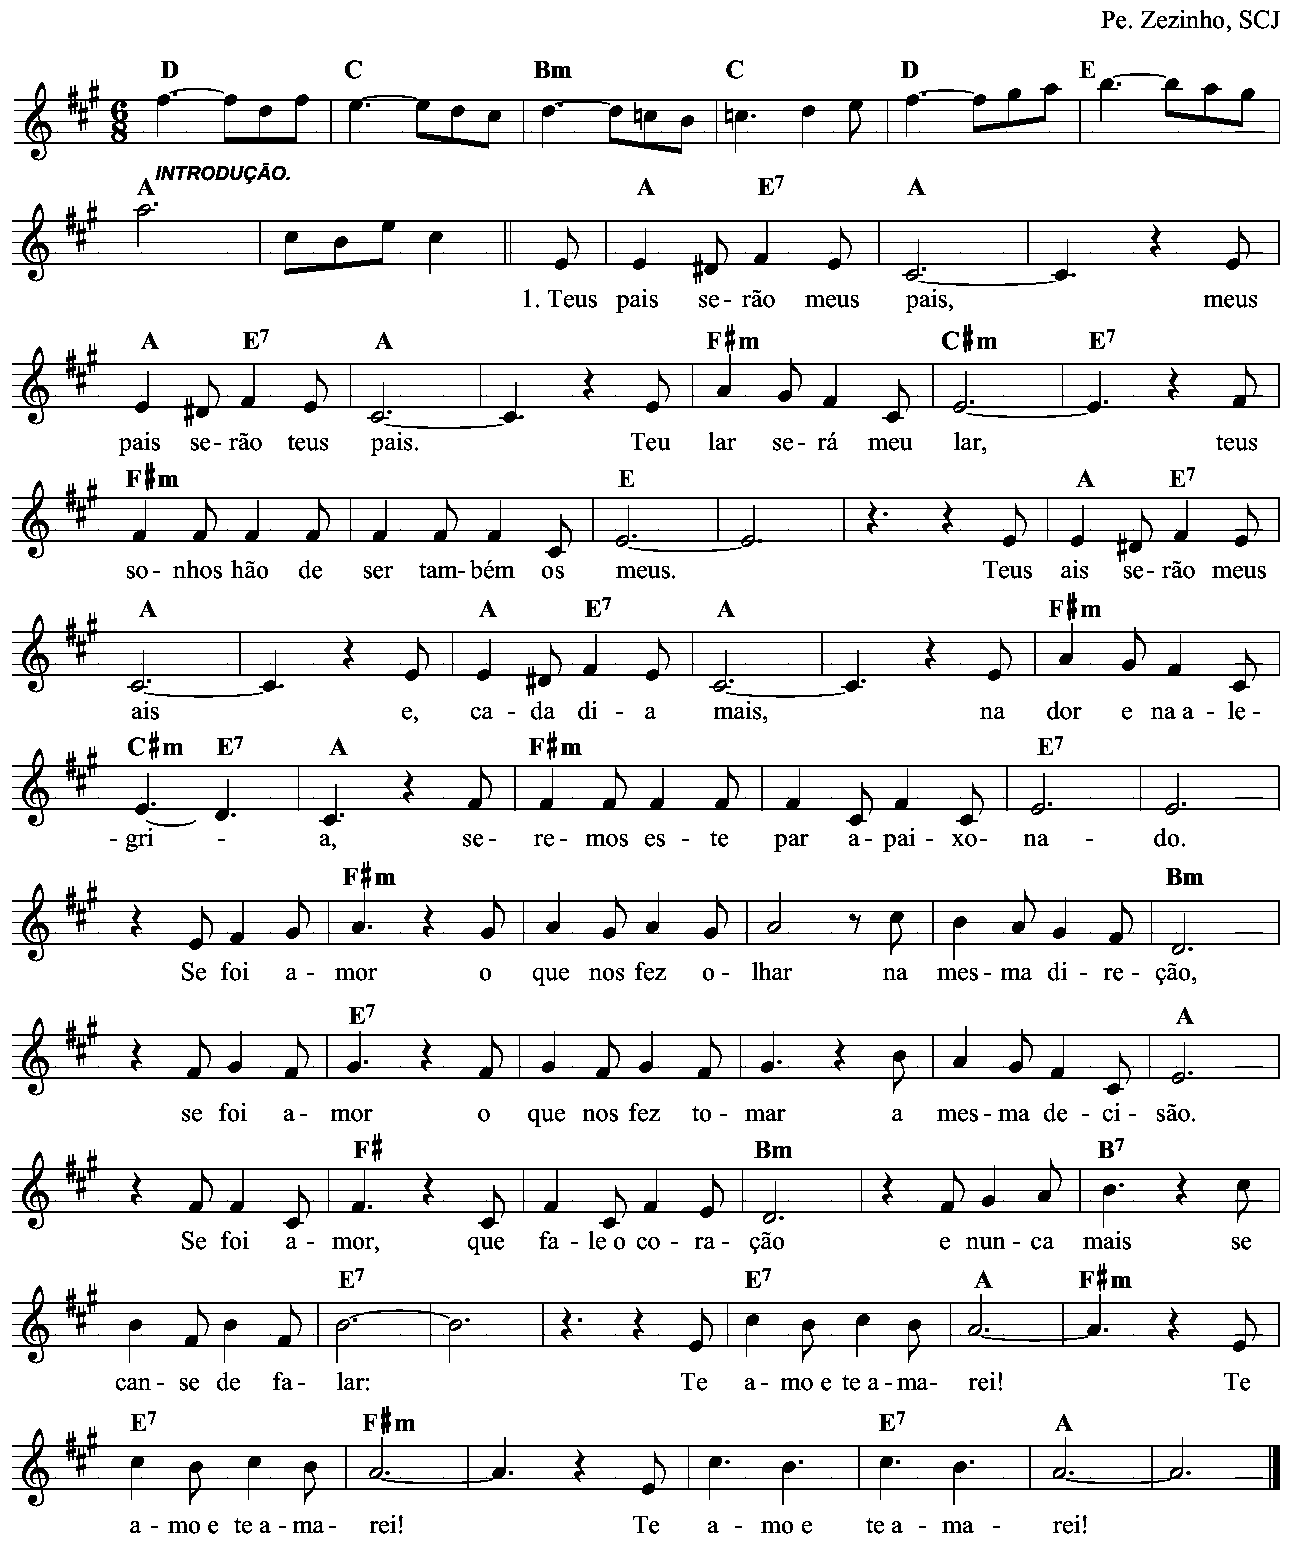 Pe. Zezinho, SCJ
D C Bm C D E
6/8
INTRODUÇÃO.
A A E7 A
1. Teus pais se-rão meus pais, meus
A E7 A F#m C#m E7
pais se-rão teus pais. Teu lar se-rá meu lar, teus
F#m E A E7
so-nhos hão de ser tam-bém os meus. Teus ais se-rão meus
A A E7 A F#m
ais e, ca-da di-a mais, na dor e na a-le-
C#m E7 A F#m E7
-gri - a, se-re-mos es-te par a-pai-xo-na-do.
F#m Bm
Se foi a-mor o que nos fez o-lhar na mes-ma di-re-ção,
E7 A
se foi a-mor o que nos fez to-mar a mes-ma de-ci-são.
F# Bm B7
Se foi a-mor, que fa-le o co-ra-ção e nun-ca mais se
E7 E7 A F#m
can-se de fa-lar: Te a-mo e te a-ma-rei! Te
E7 F#m E7 A
a-mo e te a-ma-rei! Te a-mo e te a-ma-rei!